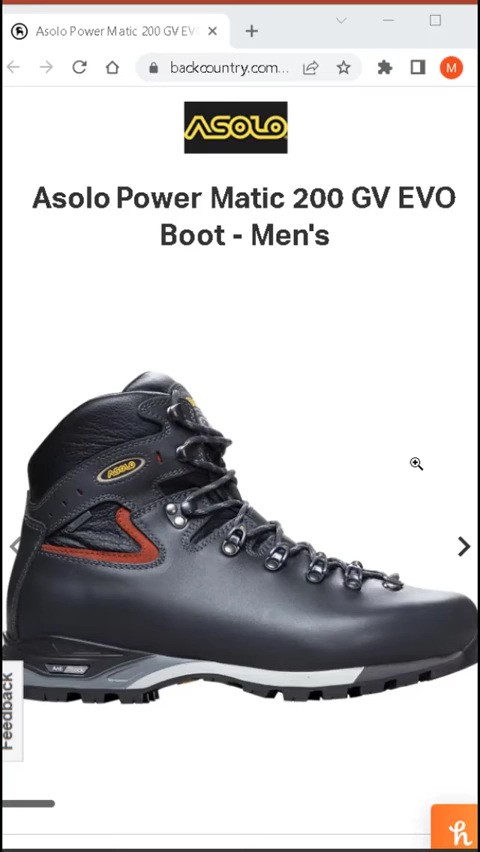 Asolo Power Matic 200 GV EV
backcountry.com...
M
ASOLO
Asolo Power Matic 200 GV EVO
Boot - Men's
ASOLO
Feedback
h